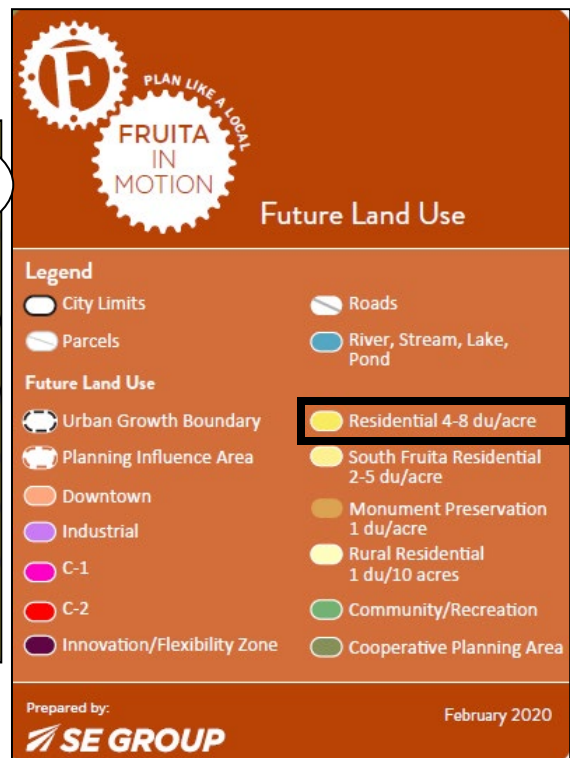 F
PLAN LIKE A LOCAL
FRUITA
IN
MOTION
Future Land Use
Legend
City Limits
Parcels
Roads
River, Stream, Lake,
Pond
Future Land Use
Urban Growth Boundary
Planning Influence Area
Downtown
Industrial
C-1
C-2
Innovation/Flexibility Zone
Residential 4-8 du/acre
South Fruita Residential
2-5 du/acre
Monument Preservation
1 du/acre
Rural Residential
1 du/10 acres
Community/Recreation
Cooperative Planning Area
Prepared by:
SE GROUP
February 2020